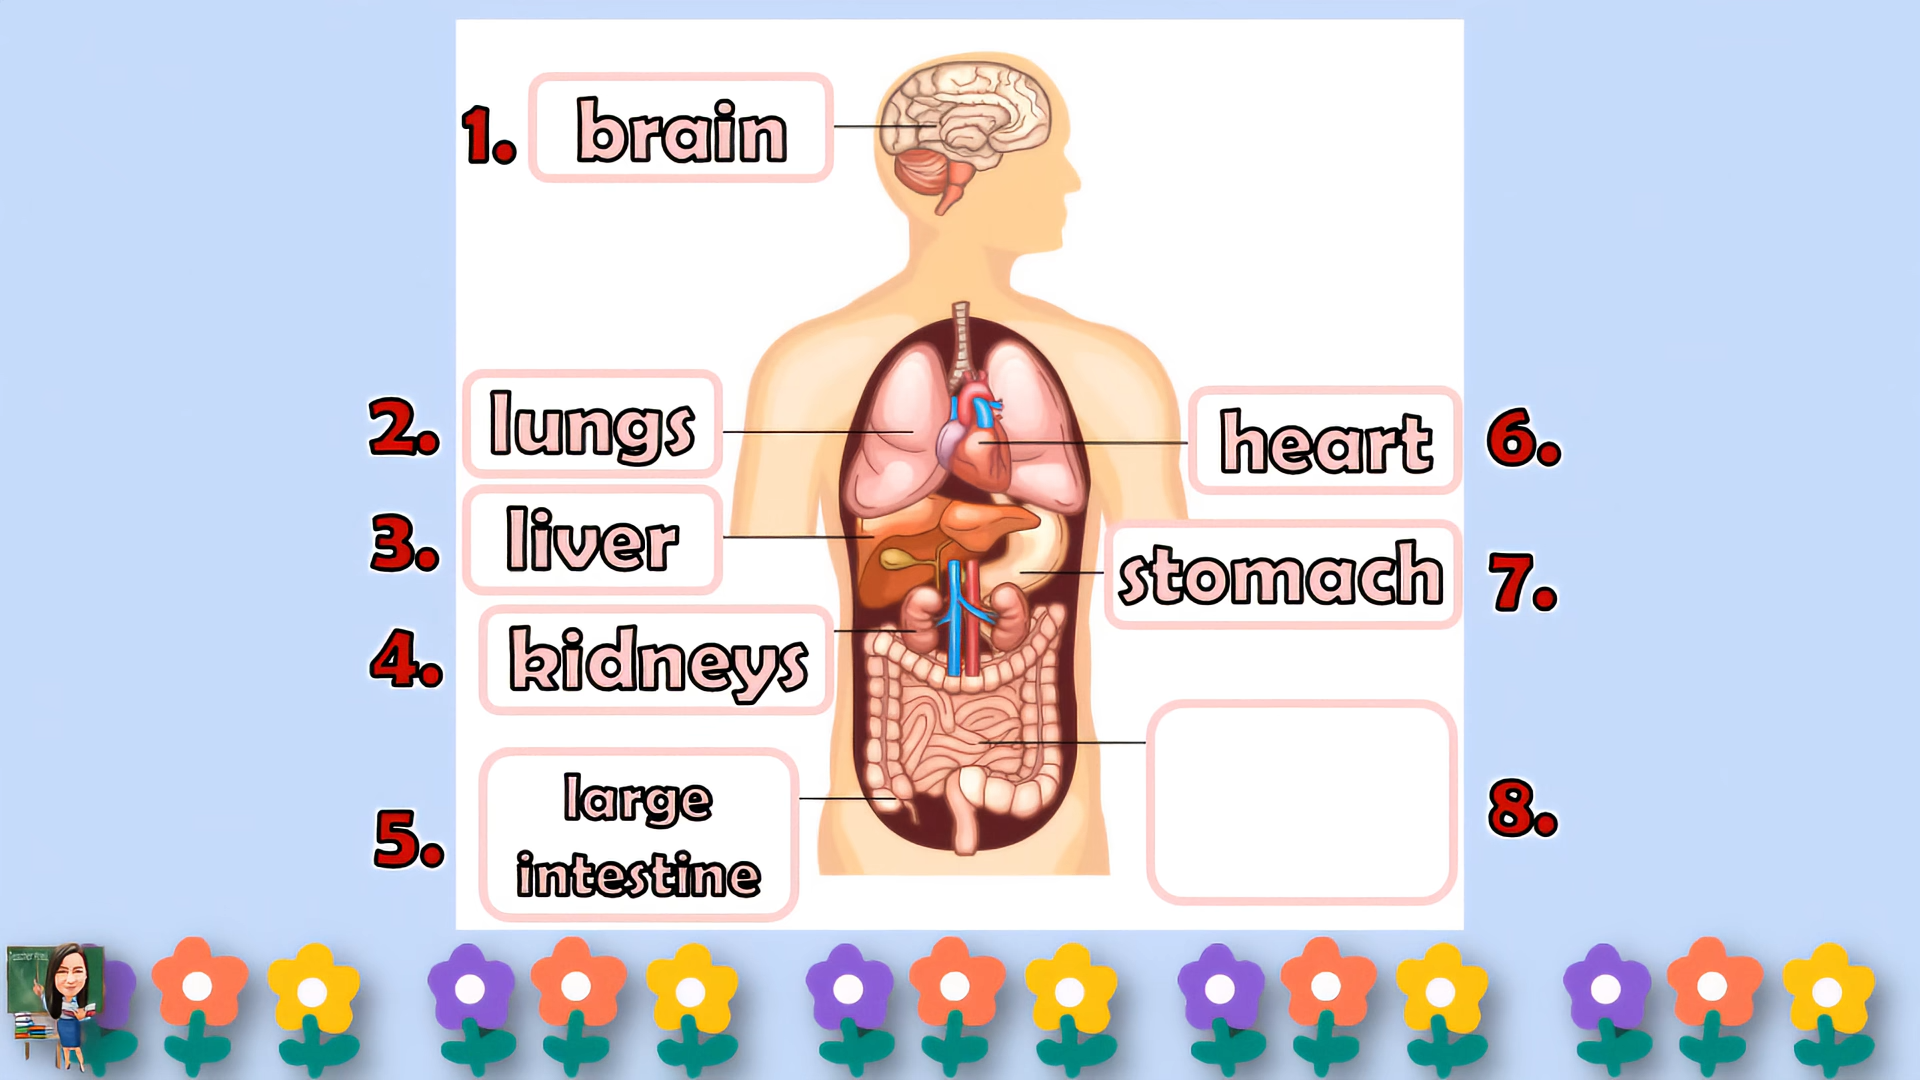 1. brain
2. lungs
3. liver
4. kidneys
5. large
intestine
heart 6.
stomach 7.
8.